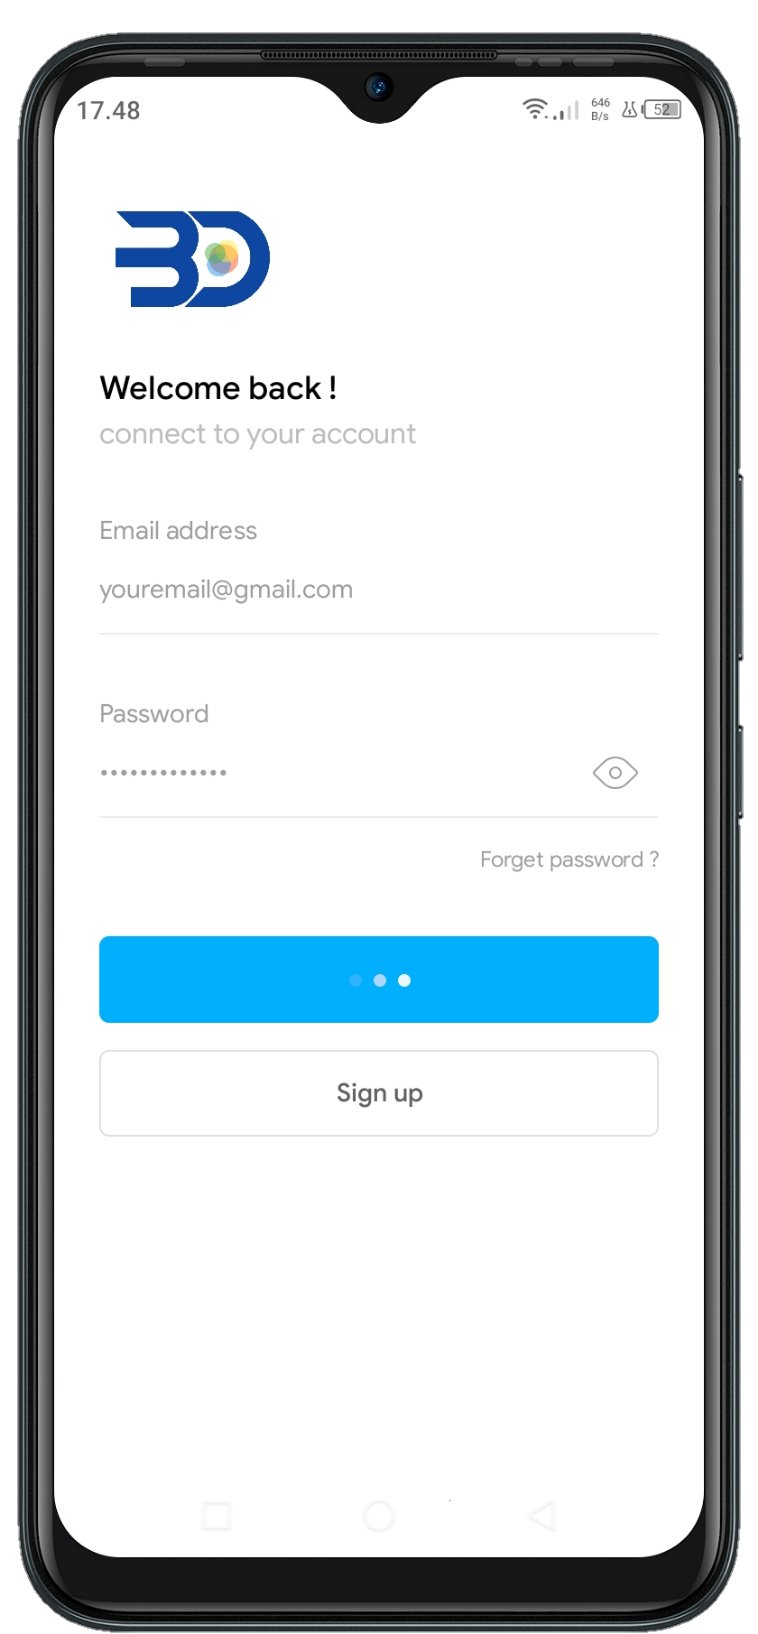 17.48
646
B/s
52
BD
Welcome back !
connect to your account
Email address
youremail@gmail.com
Password
•••••••••••••
Forget password ?
Sign up